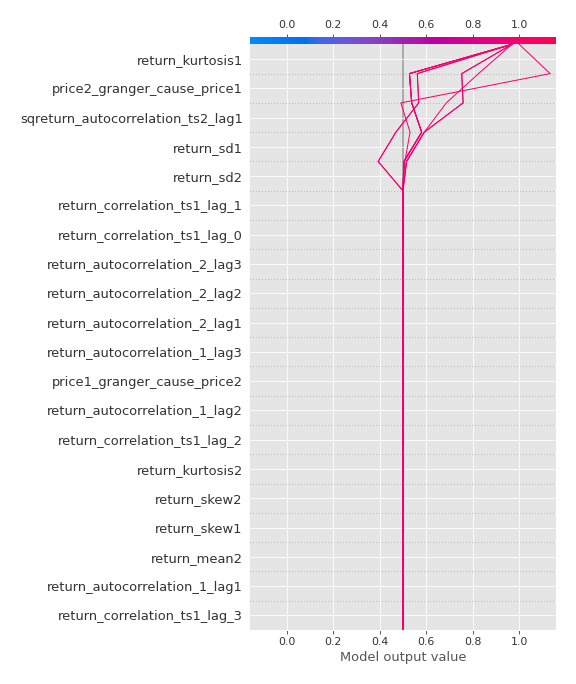 0.0 0.2 0.4 0.6 0.8 1.0
return_kurtosis1
price2_granger_cause_price1
sqreturn_autocorrelation_ts2_lag1
return_sd1
return_sd2
return_correlation_ts1_lag_1
return_correlation_ts1_lag_0
return_autocorrelation_2_lag3
return_autocorrelation_2_lag2
return_autocorrelation_2_lag1
return_autocorrelation_1_lag3
price1_granger_cause_price2
return_autocorrelation_1_lag2
return_correlation_ts1_lag_2
return_kurtosis2
return_skew2
return_skew1
return_mean2
return_autocorrelation_1_lag1
return_correlation_ts1_lag_3
0.0 0.2 0.4 0.6 0.8 1.0
Model output value